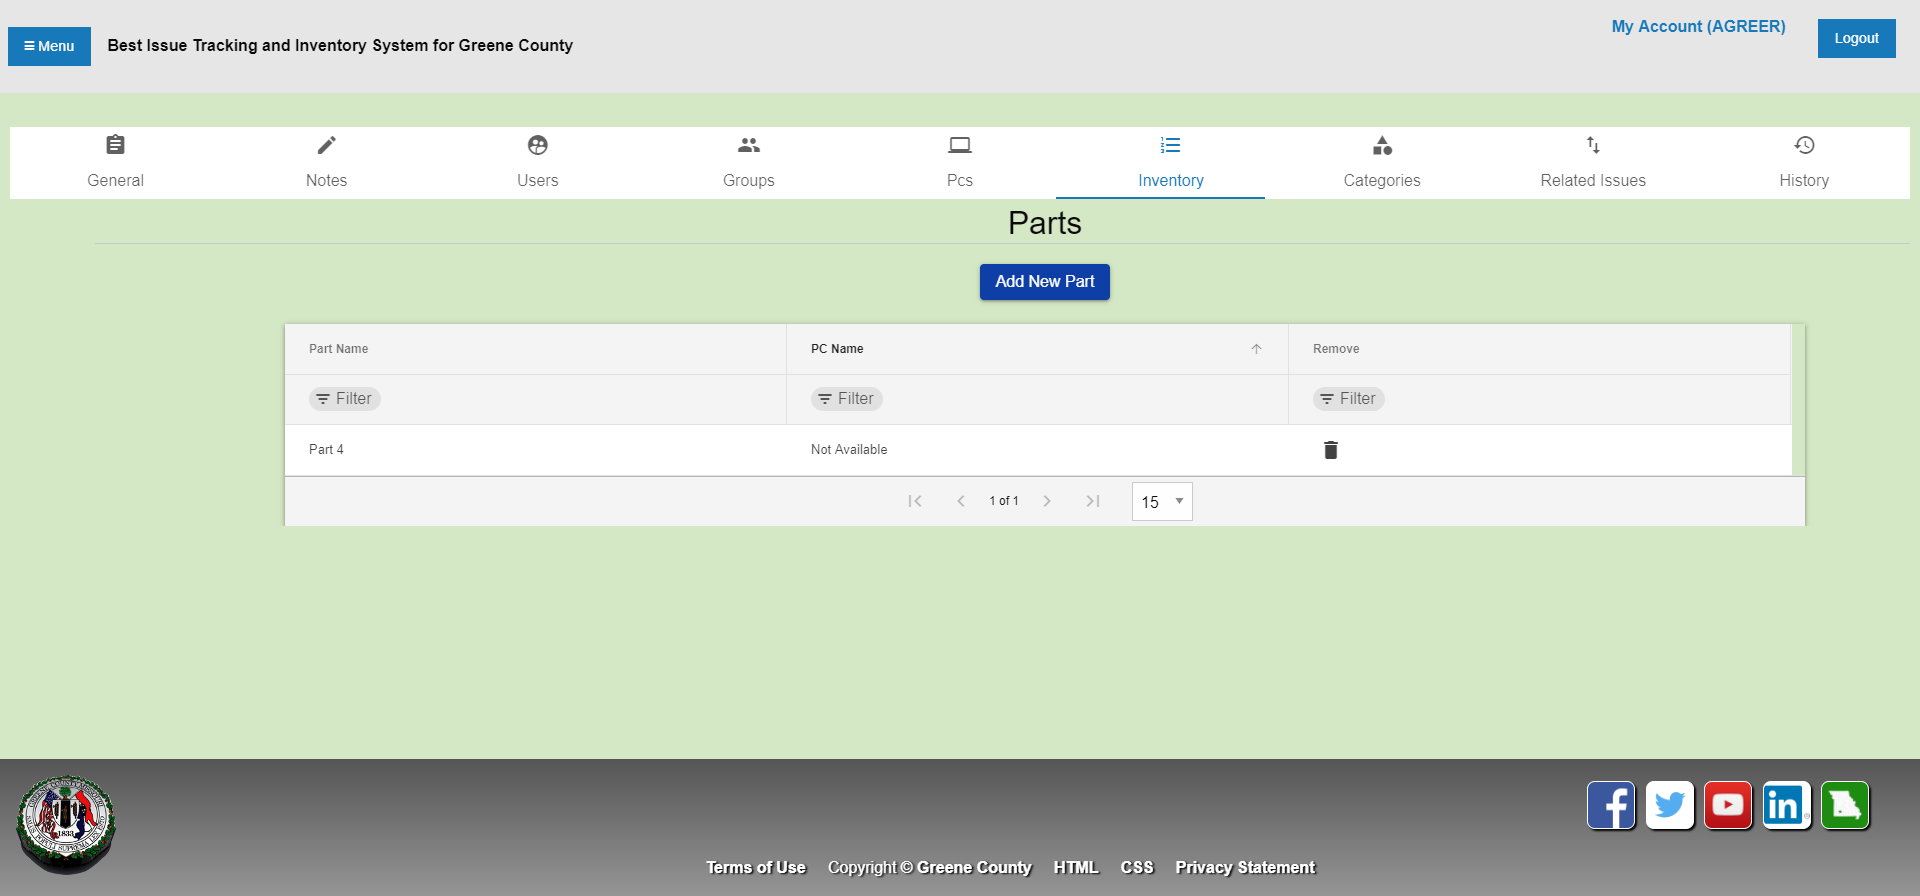 Menu
Best Issue Tracking and Inventory System for Greene County
My Account (AGREER)
Logout
General
Notes
Users
Groups
Pcs
Inventory
Categories
Related Issues
History
Parts
Add New Part
Part Name
PC Name
Remove
Filter
Filter
Filter
Part 4
Not Available
1 of 1
15
1833
Terms of Use Copyright © Greene County HTML CSS Privacy Statement